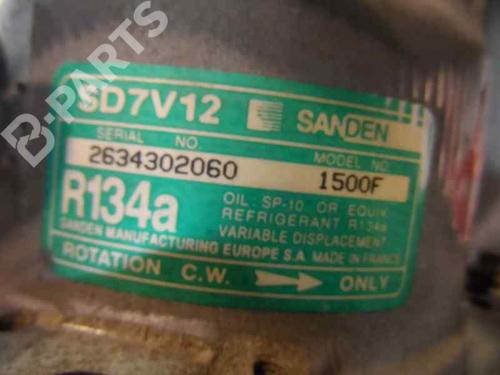 B-PARTS
SD7V12 SANDEN
SERIAL NO. MODEL NO.
2634302060 1500F
R134a OIL : SP-10 OR EQUIV.
REFRIGERANT R134a
VARIABLE DISPLACEMENT
SANDEN MANUFACTURING EUROPE S.A. MADE IN FRANCE
ROTATION C.W. ONLY